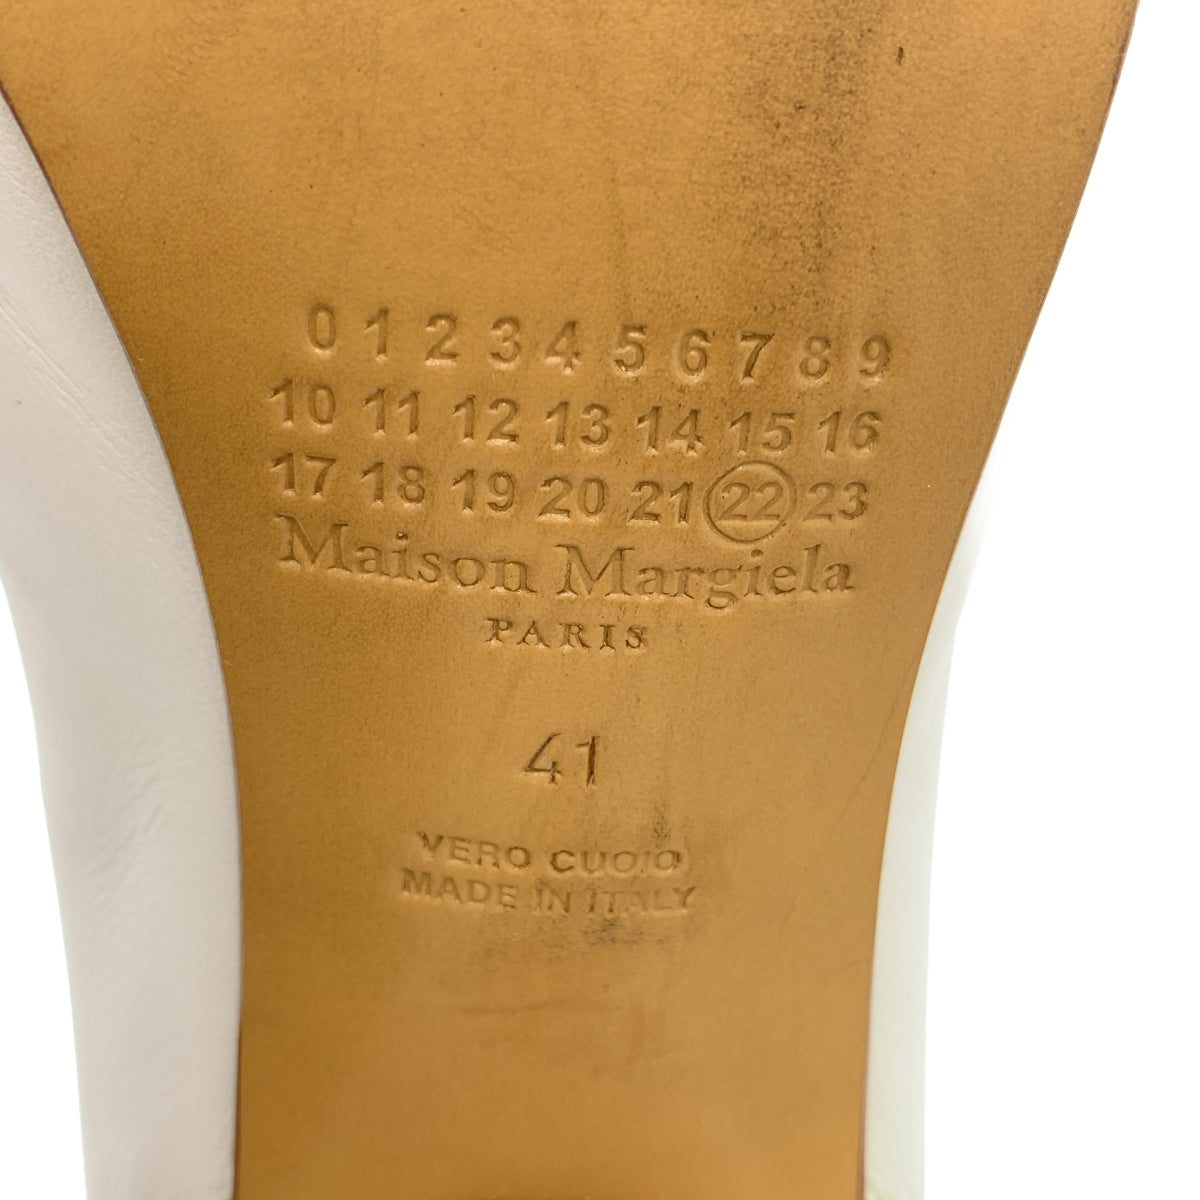 0 1 2 3 4 5 6 7 8 9
10 11 12 13 14 15 16
17 18 19 20 21 22 23
Maison Margiela
PARIS
41
VERO CUOIO
MADE IN ITALY